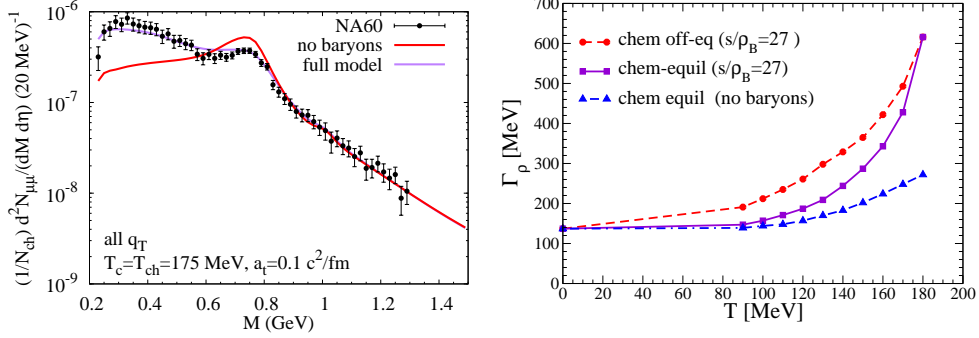 (1/N_ch) d²N_μμ/(dM dη) (20 MeV)⁻¹
10⁻⁵
10⁻⁶
10⁻⁷
10⁻⁸
10⁻⁹
NA60
no baryons
full model
all q_T
T_c=T_ch=175 MeV, a_t=0.1 c²/fm
0.2 0.4 0.6 0.8 1 1.2 1.4
M (GeV)
Γ_ρ [MeV]
700
600
500
400
300
200
100
0
chem off-eq (s/ρ_B=27 )
chem-equil (s/ρ_B=27)
chem equil (no baryons)
0 20 40 60 80 100 120 140 160 180 200
T [MeV]